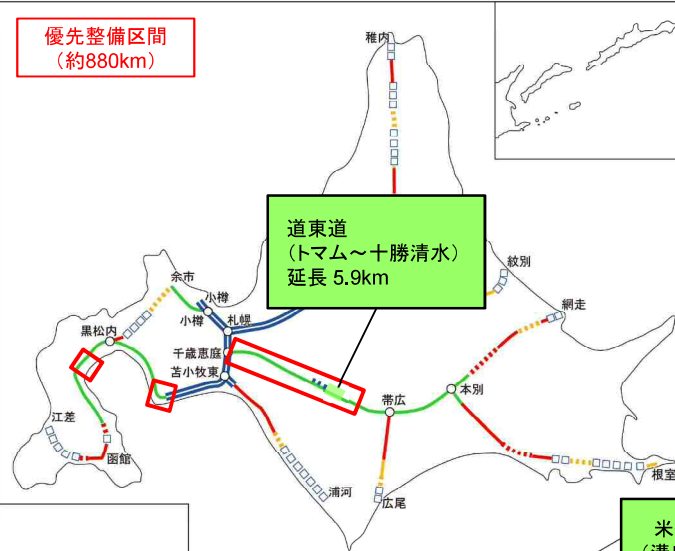 優先整備区間
（約880km）
稚内
道東道
（トマム～十勝清水）
延長 5.9km
紋別
余市
小樽
小樽
網走
札幌
黒松内
千歳恵庭
苫小牧東
本別
帯広
江差
函館
根室
浦河
広尾
米